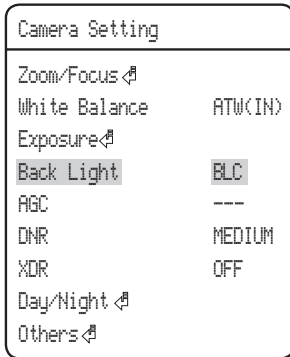 Camera Setting
Zoom/Focus
White Balance ATW(IN)
Exposure
Back Light BLC
AGC ---
DNR MEDIUM
XDR OFF
Day/Night
Others